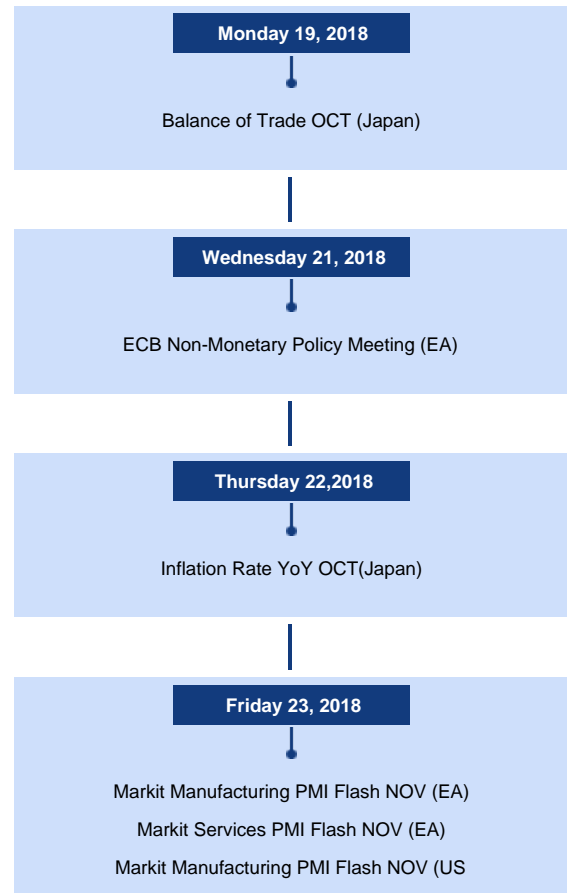 Monday 19, 2018
Balance of Trade OCT (Japan)
Wednesday 21, 2018
ECB Non-Monetary Policy Meeting (EA)
Thursday 22,2018
Inflation Rate YoY OCT(Japan)
Friday 23, 2018
Markit Manufacturing PMI Flash NOV (EA)
Markit Services PMI Flash NOV (EA)
Markit Manufacturing PMI Flash NOV (US